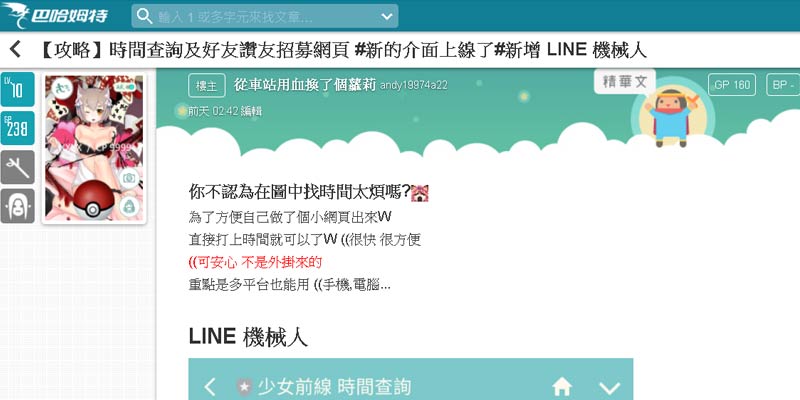 巴哈姆特
輸入 1 或多字元來找文章...
【攻略】時間查詢及好友讚友招募網頁 #新的介面上線了#新增 LINE 機械人
LV. 10
GP 238
樓主 從車站用血換了個蘿莉 andy19974a22
精華文
GP 160
BP -
前天 02:42 編輯
你不認為在圖中找時間太煩嗎?
為了方便自己做了個小網頁出來W
直接打上時間就可以了W ((很快 很方便
((可安心 不是外掛來的
重點是多平台也能用 ((手機,電腦...
LINE 機械人
少女前線 時間查詢